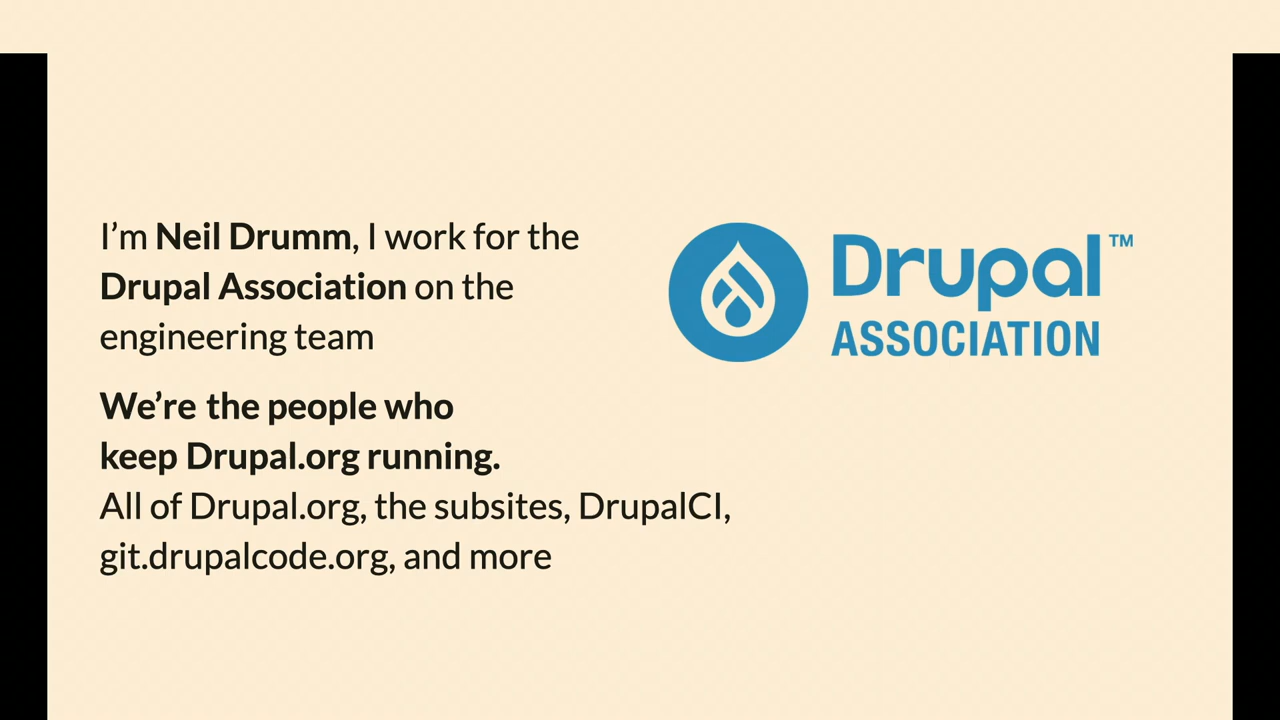 I'm Neil Drumm, I work for the
Drupal Association on the
engineering team
We're the people who
keep Drupal.org running.
All of Drupal.org, the subsites, DrupalCI,
git.drupalcode.org, and more
Drupal™
ASSOCIATION